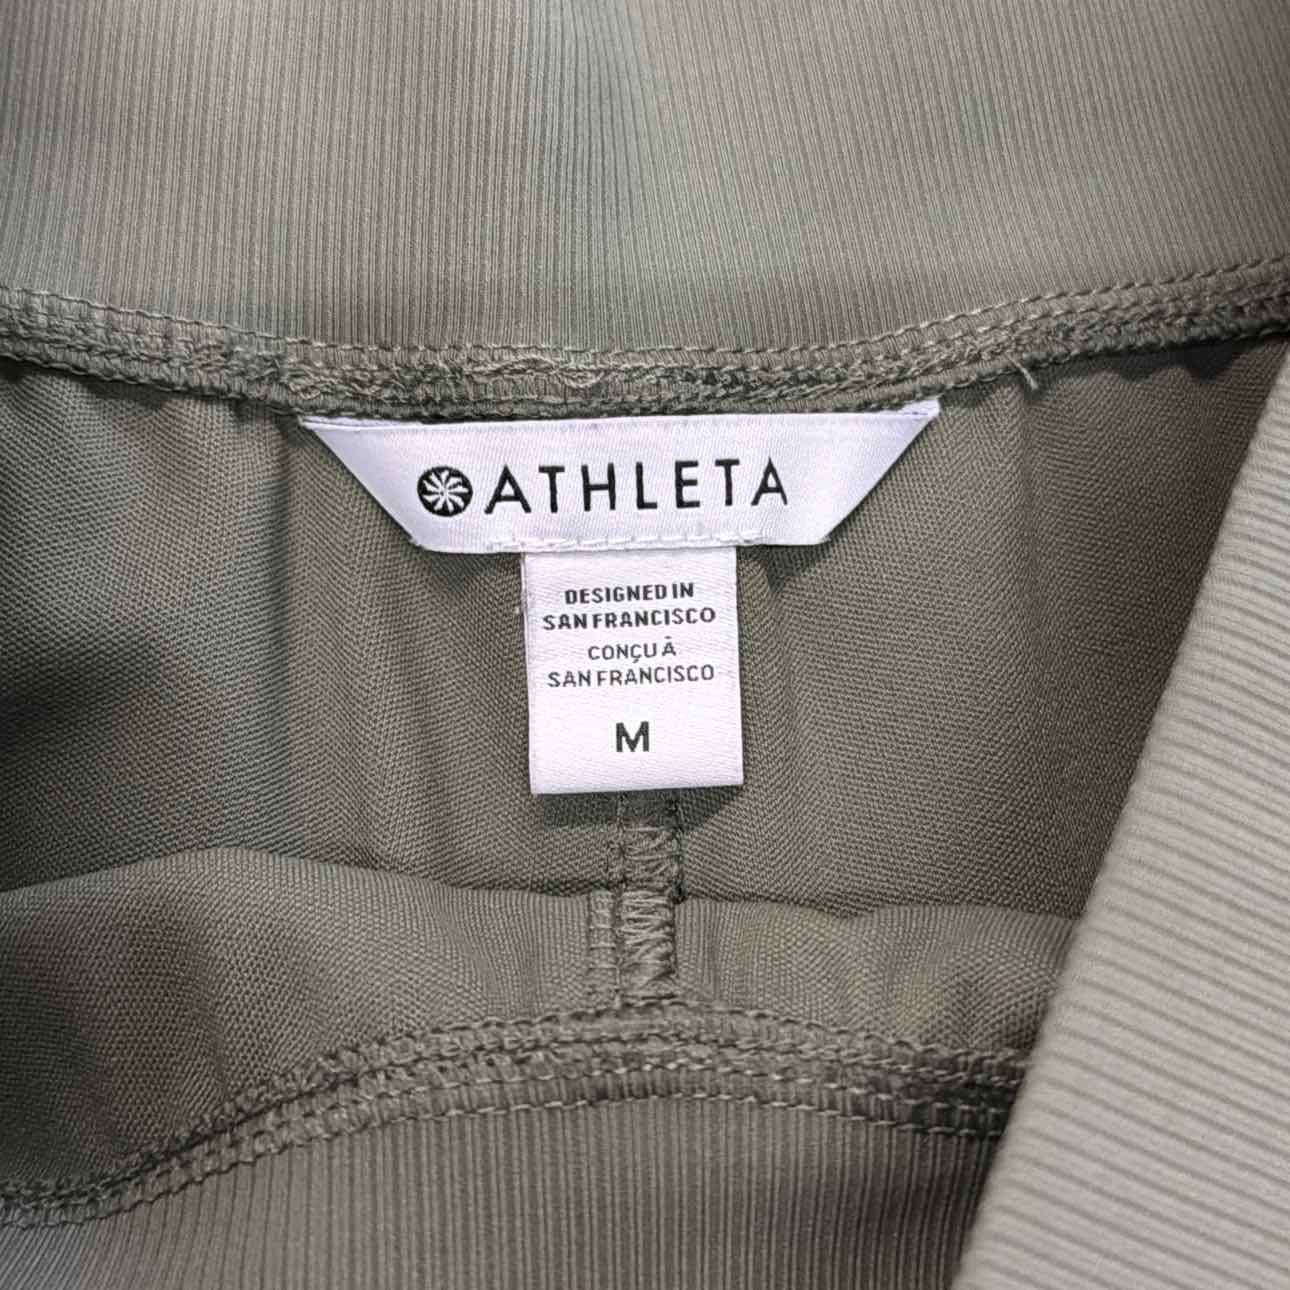 ATHLETA
DESIGNED IN
SAN FRANCISCO
CONÇU À
SAN FRANCISCO
M